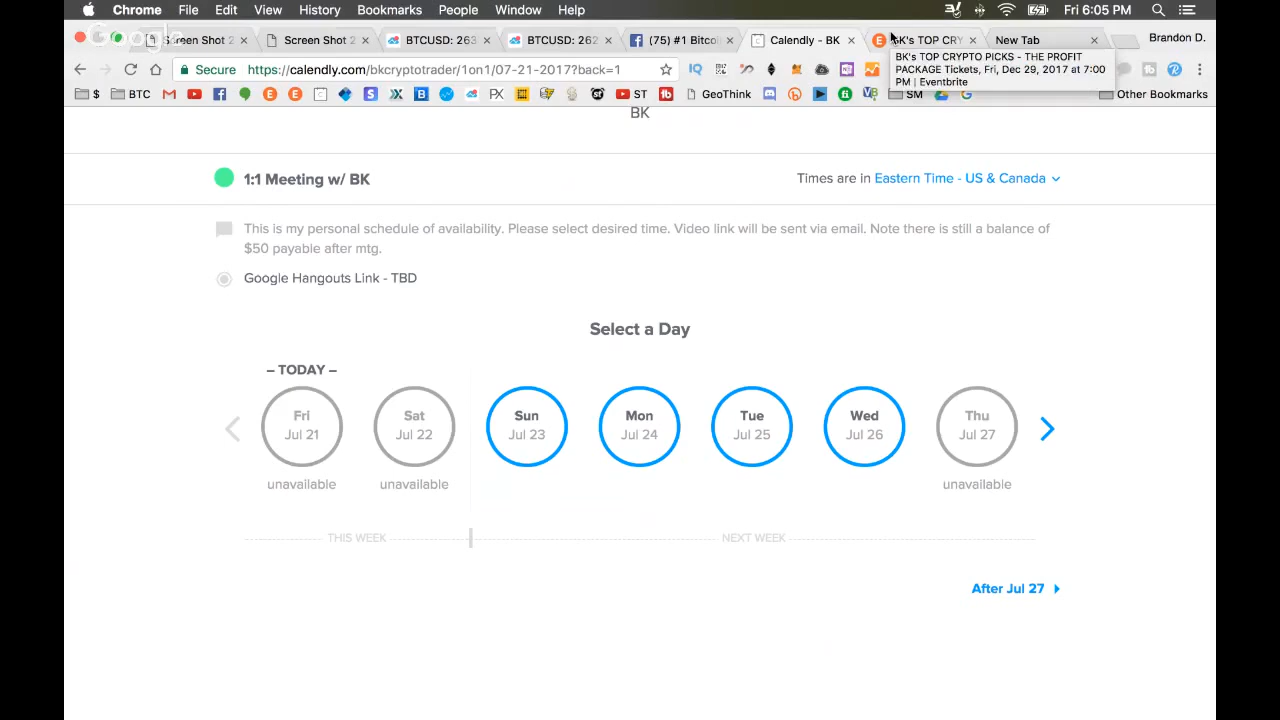 Chrome File Edit View History Bookmarks People Window Help Fri 6:05 PM
Google
Screen Shot 2 Screen Shot 2 BTCUSD: 263 BTCUSD: 262 (75) #1 Bitcoi Calendly - BK BK's TOP CRY New Tab Brandon D.
Secure https://calendly.com/bkcryptotrader/1on1/07-21-2017?back=1
BK's TOP CRYPTO PICKS - THE PROFIT
PACKAGE Tickets, Fri, Dec 29, 2017 at 7:00
PM | Eventbrite
$ BTC PX ST GeoThink SM Other Bookmarks
BK
1:1 Meeting w/ BK Times are in Eastern Time - US & Canada
This is my personal schedule of availability. Please select desired time. Video link will be sent via email. Note there is still a balance of
$50 payable after mtg.
Google Hangouts Link - TBD
Select a Day
– TODAY –
Fri Sat Sun Mon Tue Wed Thu
Jul 21 Jul 22 Jul 23 Jul 24 Jul 25 Jul 26 Jul 27
unavailable unavailable unavailable
THIS WEEK NEXT WEEK
After Jul 27